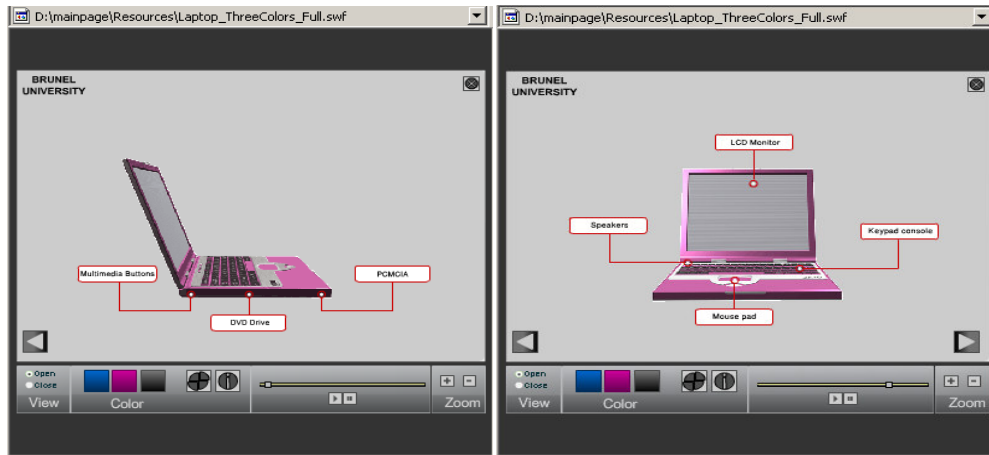 D:\mainpage\Resources\Laptop_ThreeColors_Full.swf
BRUNEL
UNIVERSITY
Multimedia Buttons
PCMCIA
DVD Drive
Open
Close
View
Color
Zoom
D:\mainpage\Resources\Laptop_ThreeColors_Full.swf
BRUNEL
UNIVERSITY
LCD Monitor
Speakers
Keypad console
Mouse pad
Open
Close
View
Color
Zoom